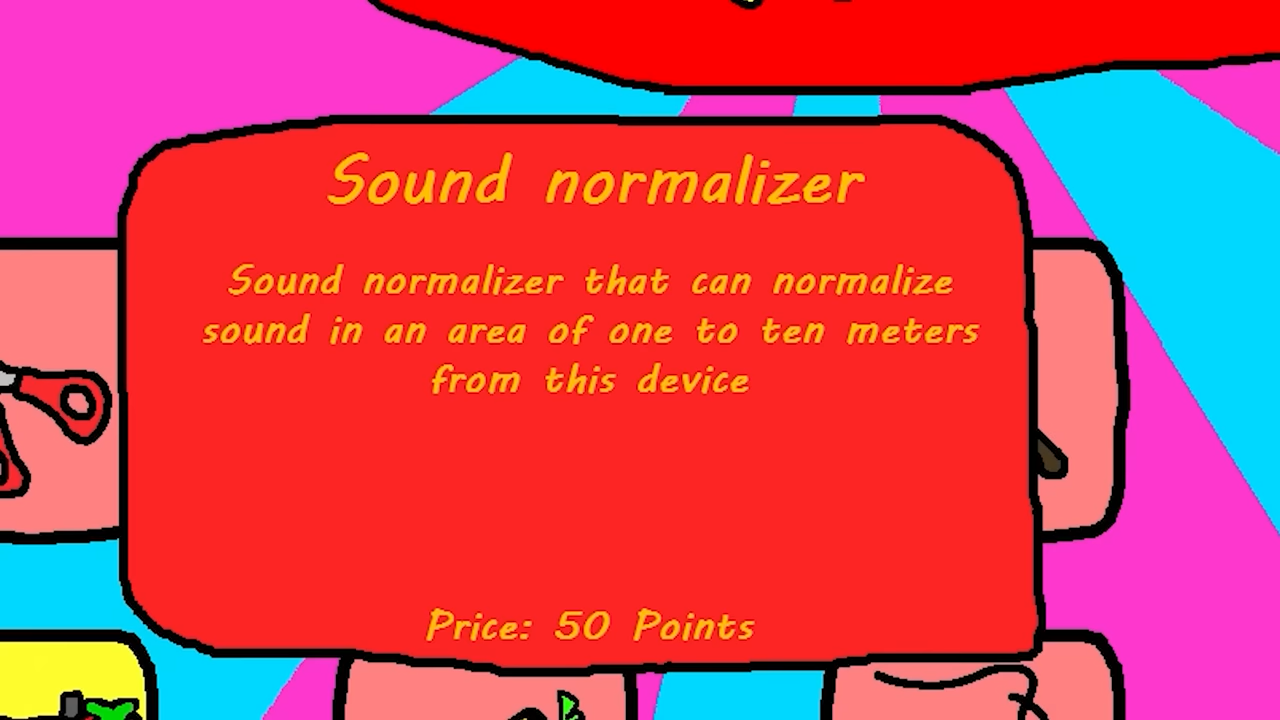 Sound normalizer
Sound normalizer that can normalize
sound in an area of one to ten meters
from this device
Price: 50 Points